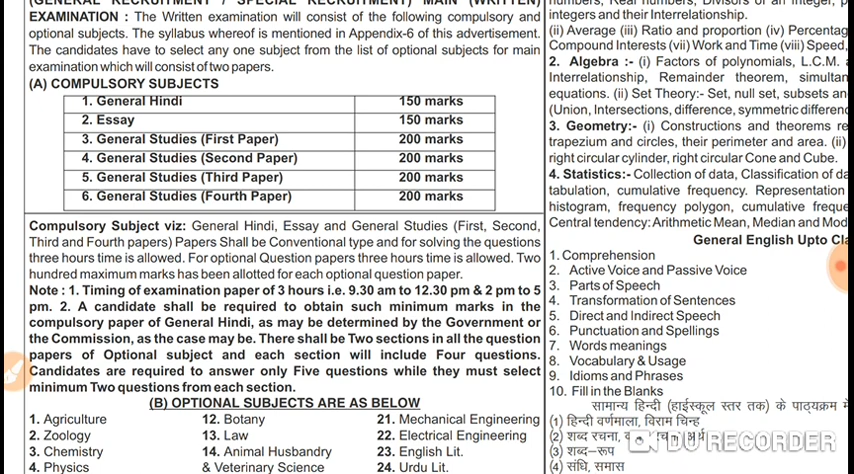 (GENERAL RECRUITMENT / SPECIAL RECRUITMENT) MAIN (WRITTEN)
EXAMINATION : The Written examination will consist of the following compulsory and
optional subjects. The syllabus whereof is mentioned in Appendix-6 of this advertisement.
The candidates have to select any one subject from the list of optional subjects for main
examination which will consist of two papers.
(A) COMPULSORY SUBJECTS
1. General Hindi 150 marks
2. Essay 150 marks
3. General Studies (First Paper) 200 marks
4. General Studies (Second Paper) 200 marks
5. General Studies (Third Paper) 200 marks
6. General Studies (Fourth Paper) 200 marks
Compulsory Subject viz: General Hindi, Essay and General Studies (First, Second,
Third and Fourth papers) Papers Shall be Conventional type and for solving the questions
three hours time is allowed. For optional Question papers three hours time is allowed. Two
hundred maximum marks has been allotted for each optional question paper.
Note : 1. Timing of examination paper of 3 hours i.e. 9.30 am to 12.30 pm & 2 pm to 5
pm. 2. A candidate shall be required to obtain such minimum marks in the
compulsory paper of General Hindi, as may be determined by the Government or
the Commission, as the case may be. There shall be Two sections in all the question
papers of Optional subject and each section will include Four questions.
Candidates are required to answer only Five questions while they must select
minimum Two questions from each section.
(B) OPTIONAL SUBJECTS ARE AS BELOW
1. Agriculture 12. Botany 21. Mechanical Engineering
2. Zoology 13. Law 22. Electrical Engineering
3. Chemistry 14. Animal Husbandry 23. English Lit.
4. Physics & Veterinary Science 24. Urdu Lit.
numbers, Real numbers, Divisors of an Integer, p
integers and their Interrelationship.
(ii) Average (iii) Ratio and proportion (iv) Percentag
Compound Interests (vii) Work and Time (viii) Speed,
2. Algebra :- (i) Factors of polynomials, L.C.M.
Interrelationship, Remainder theorem, simultan
equations. (ii) Set Theory:- Set, null set, subsets an
(Union, Intersections, difference, symmetric differenc
3. Geometry:- (i) Constructions and theorems re
trapezium and circles, their perimeter and area. (ii)
right circular cylinder, right circular Cone and Cube.
4. Statistics:- Collection of data, Classification of da
tabulation, cumulative frequency. Representation
histogram, frequency polygon, cumulative freque
Central tendency: Arithmetic Mean, Median and Mod
General English Upto Cla
1. Comprehension
2. Active Voice and Passive Voice
3. Parts of Speech
4. Transformation of Sentences
5. Direct and Indirect Speech
6. Punctuation and Spellings
7. Words meanings
8. Vocabulary & Usage
9. Idioms and Phrases
10. Fill in the Blanks
सामान्य हिन्दी (हाईस्कूल स्तर तक) के पाठ्यक्रम में
(1) हिन्दी वर्णमाला, विराम चिन्ह
(2) शब्द रचना, अर्थ
(3) शब्द–रूप
(4) संधि, समास
DU RECORDER